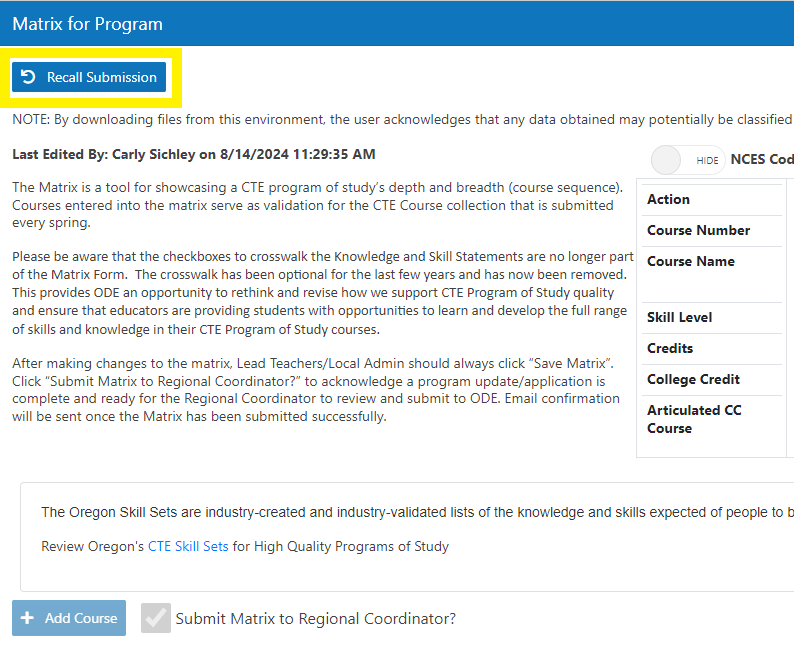 Matrix for Program
Recall Submission
NOTE: By downloading files from this environment, the user acknowledges that any data obtained may potentially be classified
Last Edited By: Carly Sichley on 8/14/2024 11:29:35 AM
HIDE NCES Cod
The Matrix is a tool for showcasing a CTE program of study’s depth and breadth (course sequence).
Courses entered into the matrix serve as validation for the CTE Course collection that is submitted
every spring.
Please be aware that the checkboxes to crosswalk the Knowledge and Skill Statements are no longer part
of the Matrix Form. The crosswalk has been optional for the last few years and has now been removed.
This provides ODE an opportunity to rethink and revise how we support CTE Program of Study quality
and ensure that educators are providing students with opportunities to learn and develop the full range
of skills and knowledge in their CTE Program of Study courses.
After making changes to the matrix, Lead Teachers/Local Admin should always click “Save Matrix”.
Click “Submit Matrix to Regional Coordinator?” to acknowledge a program update/application is
complete and ready for the Regional Coordinator to review and submit to ODE. Email confirmation
will be sent once the Matrix has been submitted successfully.
Action
Course Number
Course Name
Skill Level
Credits
College Credit
Articulated CC
Course
The Oregon Skill Sets are industry-created and industry-validated lists of the knowledge and skills expected of people to b
Review Oregon's CTE Skill Sets for High Quality Programs of Study
Add Course
Submit Matrix to Regional Coordinator?